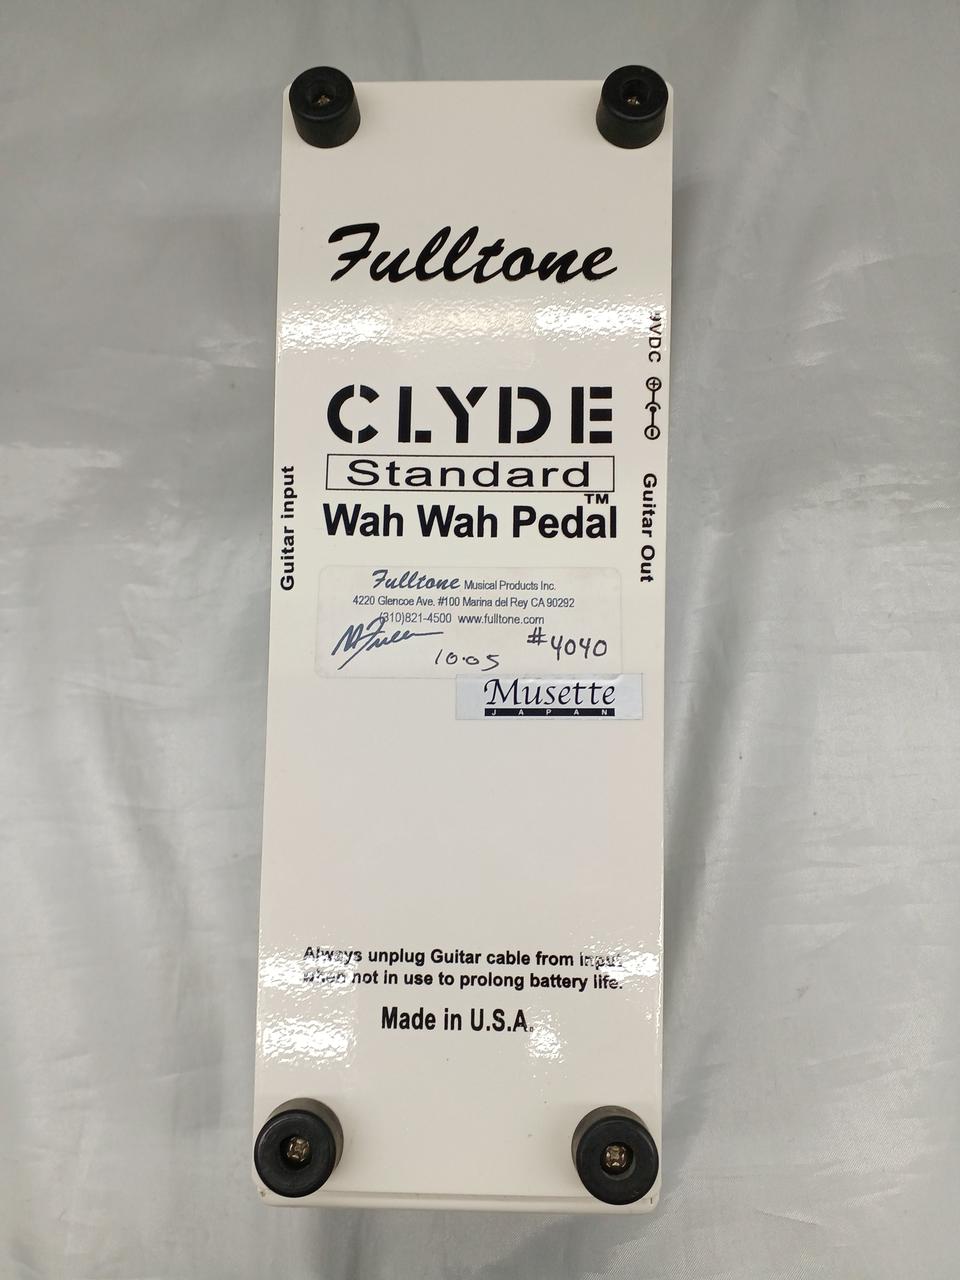 Fulltone
9VDC
CLYDE
Standard
Wah Wah Pedal™
Guitar input
Guitar Out
Fulltone Musical Products Inc.
4220 Glencoe Ave. #100 Marina del Rey CA 90292
(310)821-4500 www.fulltone.com
M Fuller
10.05
#4040
Musette
JAPAN
Always unplug Guitar cable from input
when not in use to prolong battery life.
Made in U.S.A.